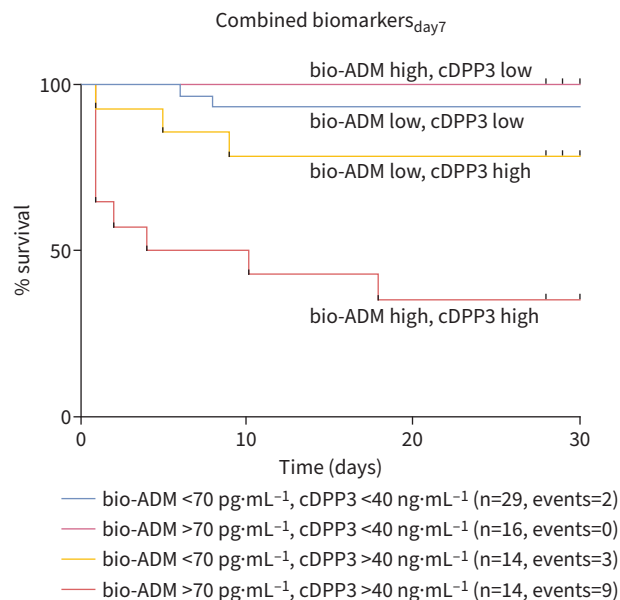 Combined biomarkersday7
bio-ADM high, cDPP3 low
100
bio-ADM low, cDPP3 low
bio-ADM low, cDPP3 high
% survival
50
bio-ADM high, cDPP3 high
0
0
10
20
30
Time (days)
bio-ADM <70 pg·mL⁻¹, cDPP3 <40 ng·mL⁻¹ (n=29, events=2)
bio-ADM >70 pg·mL⁻¹, cDPP3 <40 ng·mL⁻¹ (n=16, events=0)
bio-ADM <70 pg·mL⁻¹, cDPP3 >40 ng·mL⁻¹ (n=14, events=3)
bio-ADM >70 pg·mL⁻¹, cDPP3 >40 ng·mL⁻¹ (n=14, events=9)